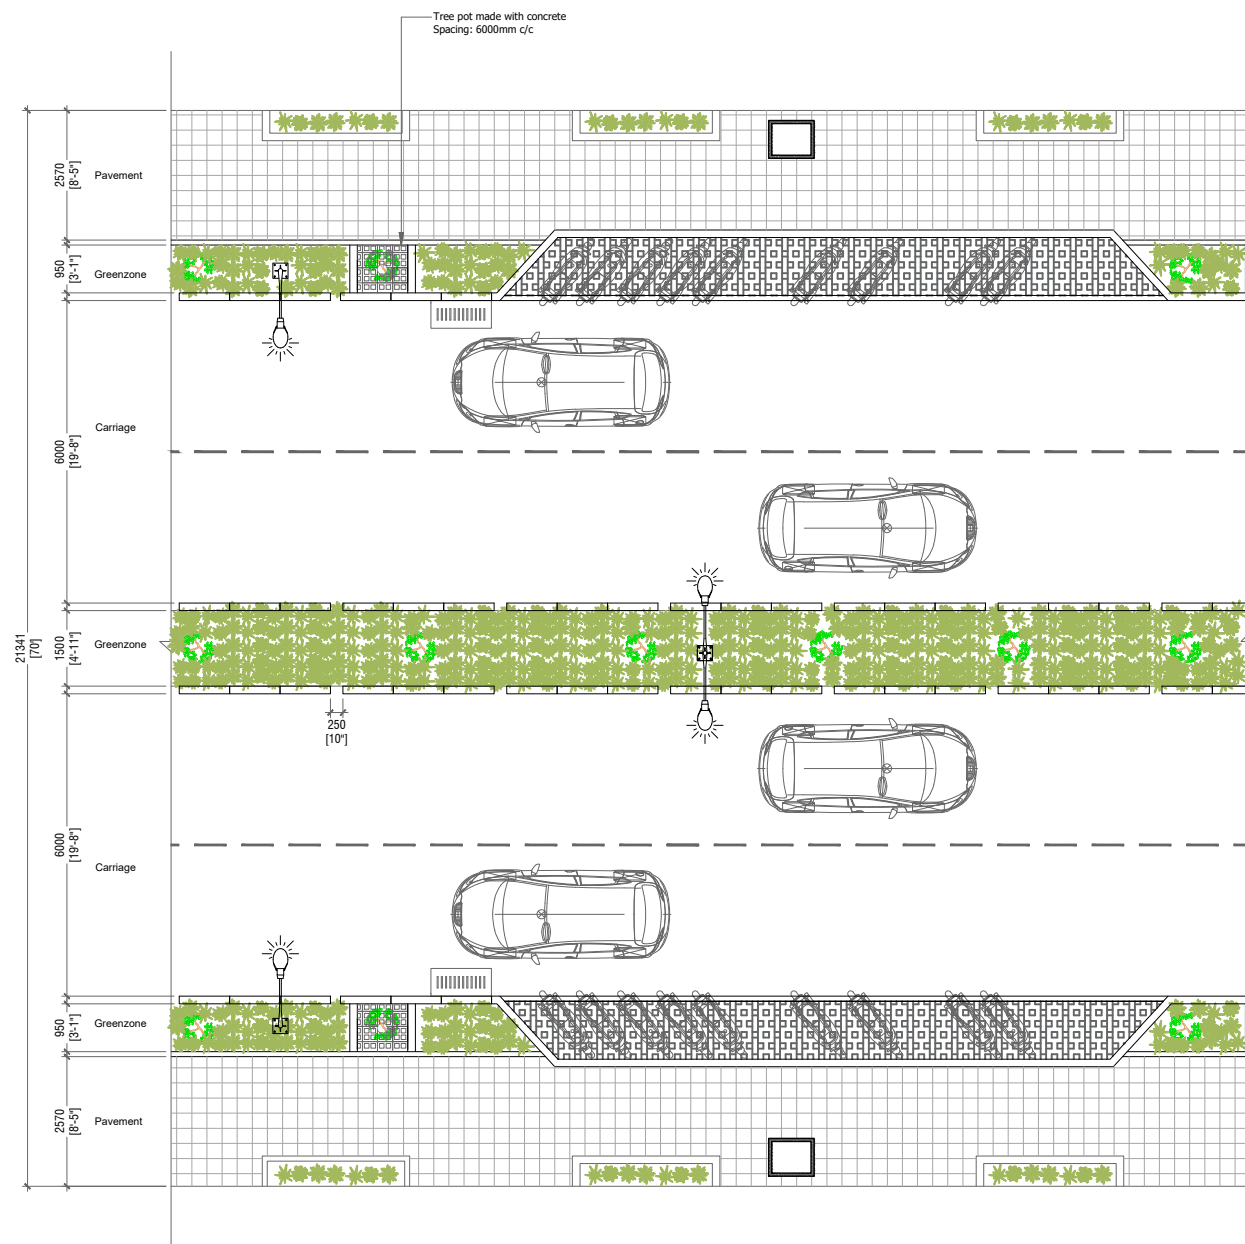 Tree pot made with concrete
Spacing: 6000mm c/c
2570
[8'-5"]
Pavement
950
[3'-1"]
Greenzone
Carriage
6000
[19'-8"]
21341
[70']
1500
[4'-11"]
Greenzone
250
[10"]
6000
[19'-8"]
Carriage
950
[3'-1"]
Greenzone
2570
[8'-5"]
Pavement